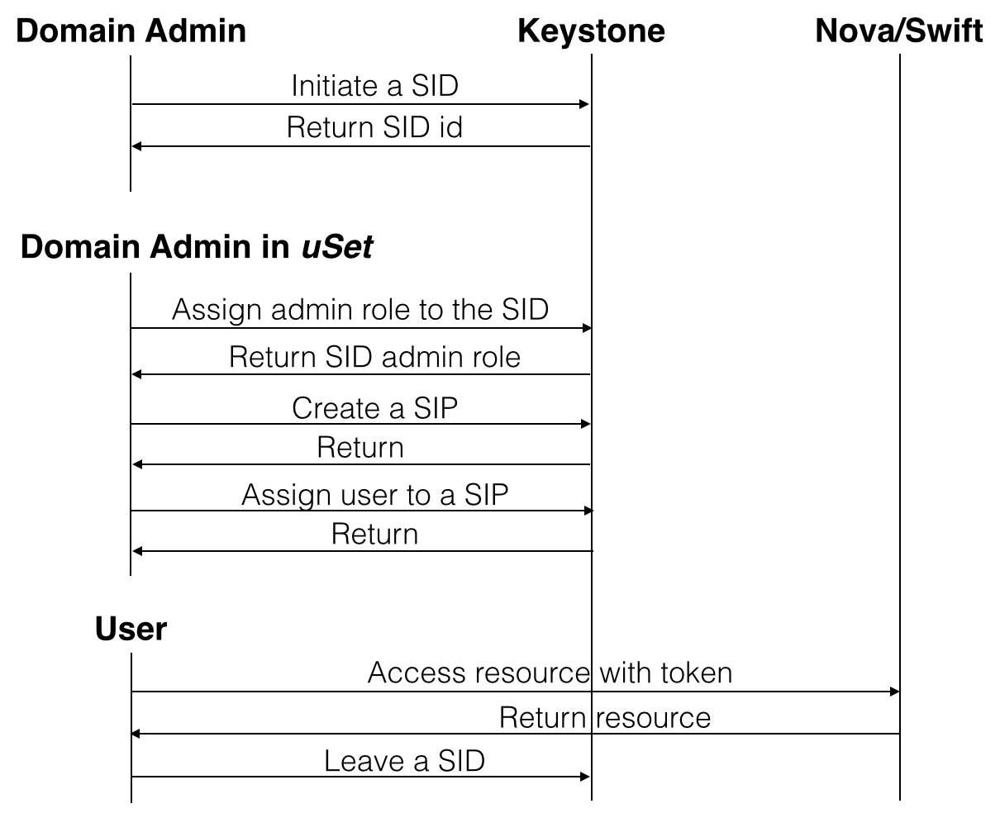 Domain Admin Keystone Nova/Swift
Initiate a SID
Return SID id
Domain Admin in uSet
Assign admin role to the SID
Return SID admin role
Create a SIP
Return
Assign user to a SIP
Return
User
Access resource with token
Return resource
Leave a SID